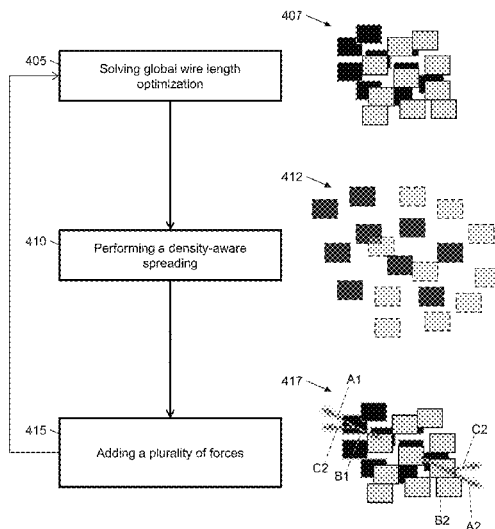 405
Solving global wire length
optimization
407
410
Performing a density-aware
spreading
412
415
Adding a plurality of forces
417
A1
C2
B1
C2
B2
A2